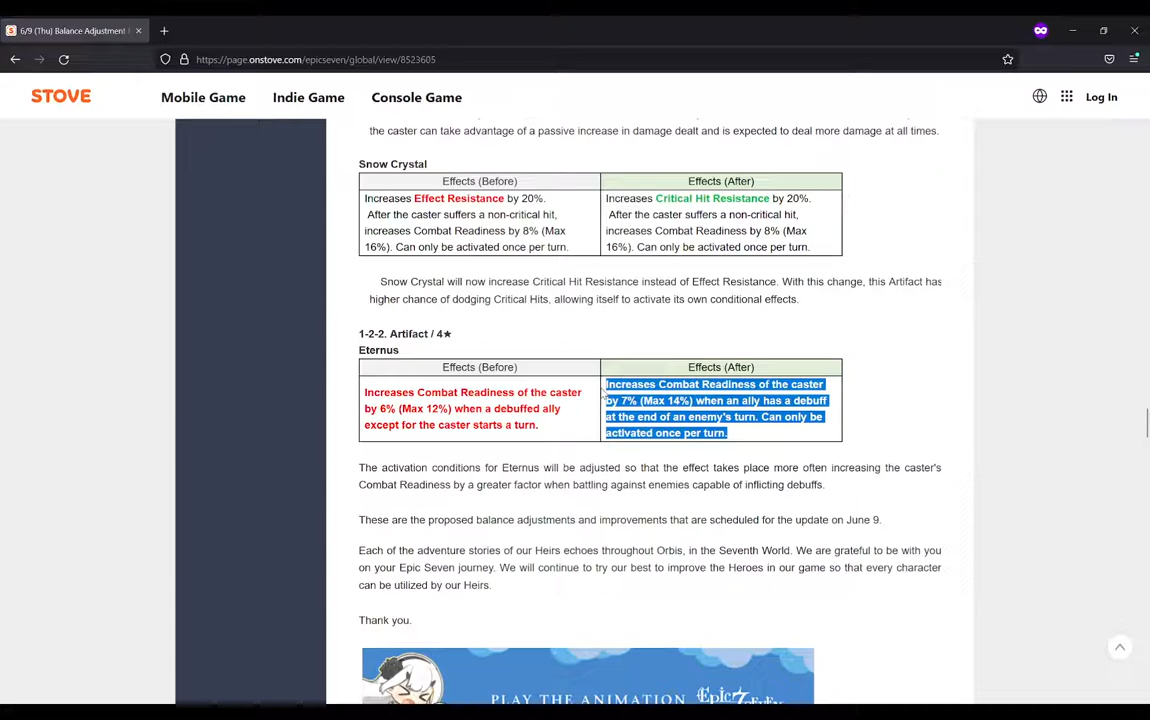 6/9 (Thu) Balance Adjustment
https://page.onstove.com/epicseven/global/view/8523605
STOVE
Mobile Game
Indie Game
Console Game
Log In
the caster can take advantage of a passive increase in damage dealt and is expected to deal more damage at all times.
Snow Crystal
Effects (Before)
Effects (After)
Increases Effect Resistance by 20%.
After the caster suffers a non-critical hit,
increases Combat Readiness by 8% (Max
16%). Can only be activated once per turn.
Increases Critical Hit Resistance by 20%.
After the caster suffers a non-critical hit,
increases Combat Readiness by 8% (Max
16%). Can only be activated once per turn.
Snow Crystal will now increase Critical Hit Resistance instead of Effect Resistance. With this change, this Artifact has
higher chance of dodging Critical Hits, allowing itself to activate its own conditional effects.
1-2-2. Artifact / 4★
Eternus
Effects (Before)
Effects (After)
Increases Combat Readiness of the caster
by 6% (Max 12%) when a debuffed ally
except for the caster starts a turn.
Increases Combat Readiness of the caster
by 7% (Max 14%) when an ally has a debuff
at the end of an enemy's turn. Can only be
activated once per turn.
The activation conditions for Eternus will be adjusted so that the effect takes place more often increasing the caster's
Combat Readiness by a greater factor when battling against enemies capable of inflicting debuffs.
These are the proposed balance adjustments and improvements that are scheduled for the update on June 9.
Each of the adventure stories of our Heirs echoes throughout Orbis, in the Seventh World. We are grateful to be with you
on your Epic Seven journey. We will continue to try our best to improve the Heroes in our game so that every character
can be utilized by our Heirs.
Thank you.
PLAY THE ANIMATION
Epic7
SEVEN